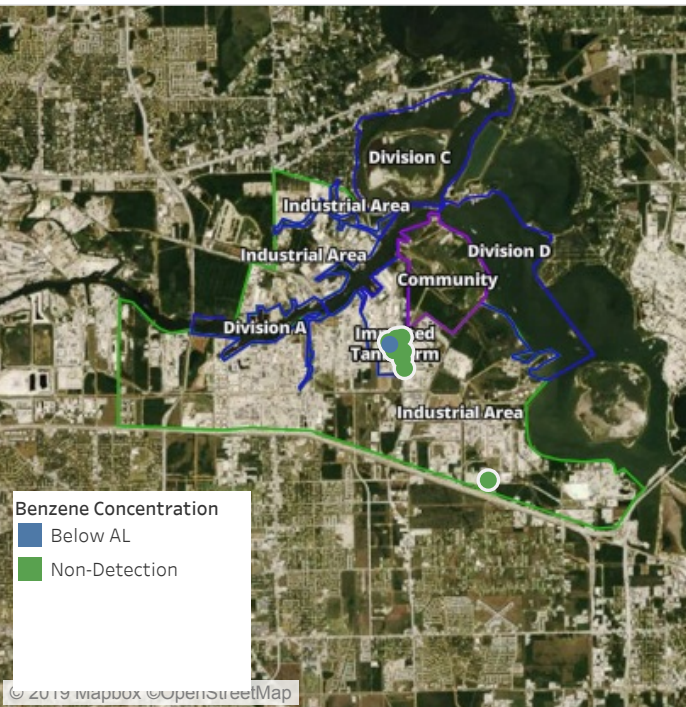 Division C
Industrial Area
Division D
Industrial Area
Community
Division A
Industrial Area
Benzene Concentration
Below AL
Non-Detection
© 2019 Mapbox ©OpenStreetMap